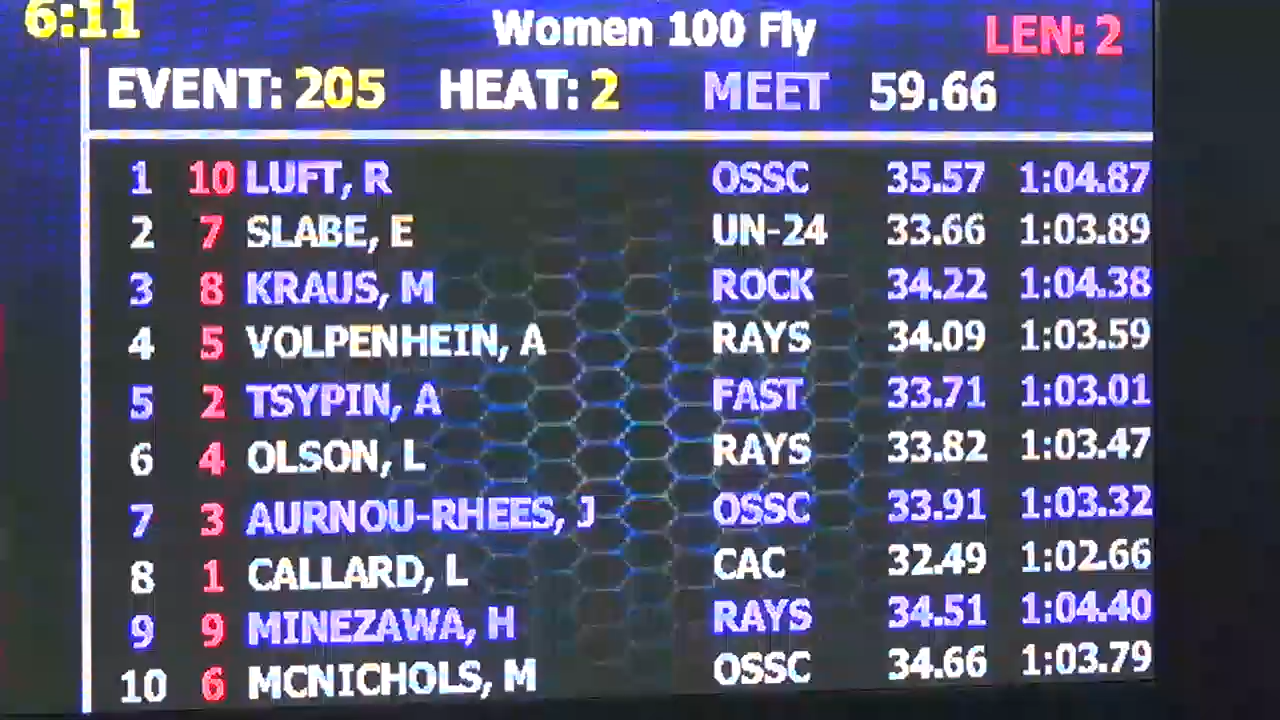 6:11
Women 100 Fly
LEN: 2
EVENT: 205 HEAT: 2 MEET 59.66
1 10 LUFT, R OSSC 35.57 1:04.87
2 7 SLABE, E UN-24 33.66 1:03.89
3 8 KRAUS, M ROCK 34.22 1:04.38
4 5 VOLPENHEIN, A RAYS 34.09 1:03.59
5 2 TSYPIN, A FAST 33.71 1:03.01
6 4 OLSON, L RAYS 33.82 1:03.47
7 3 AURNOU-RHEES, J OSSC 33.91 1:03.32
8 1 CALLARD, L CAC 32.49 1:02.66
9 9 MINEZAWA, H RAYS 34.51 1:04.40
10 6 MCNICHOLS, M OSSC 34.66 1:03.79